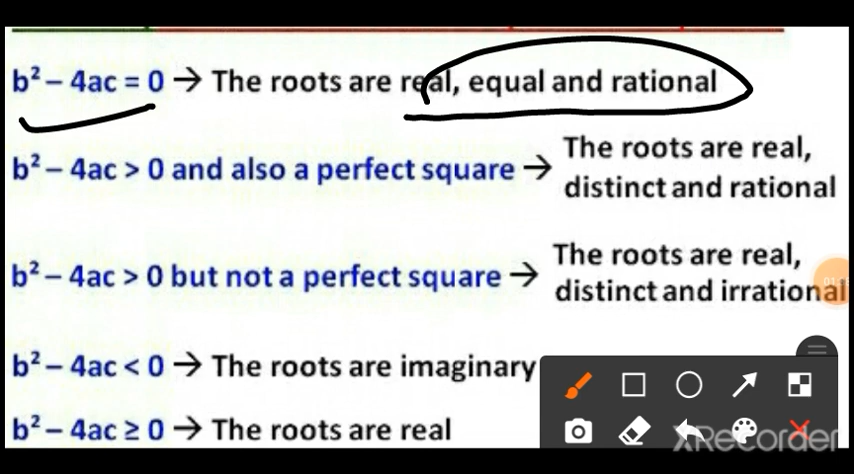 b² – 4ac = 0 → The roots are real, equal and rational
b² – 4ac > 0 and also a perfect square → The roots are real,
distinct and rational
b² – 4ac > 0 but not a perfect square → The roots are real,
distinct and irrational
b² – 4ac < 0 → The roots are imaginary
b² – 4ac ≥ 0 → The roots are real
XRecorder